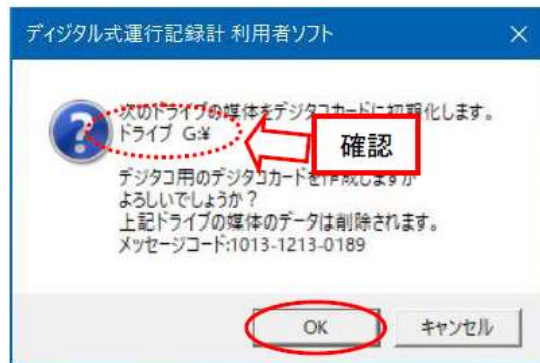 ディジタル式運行記録計 利用者ソフト
次のドライブの媒体をデジタコカードに初期化します。
ドライブ G:¥
確認
デジタコ用のデジタコカードを作成しますが
よろしいでしょうか？
上記ドライブの媒体のデータは削除されます。
メッセージコード:1013-1213-0189
OK
キャンセル